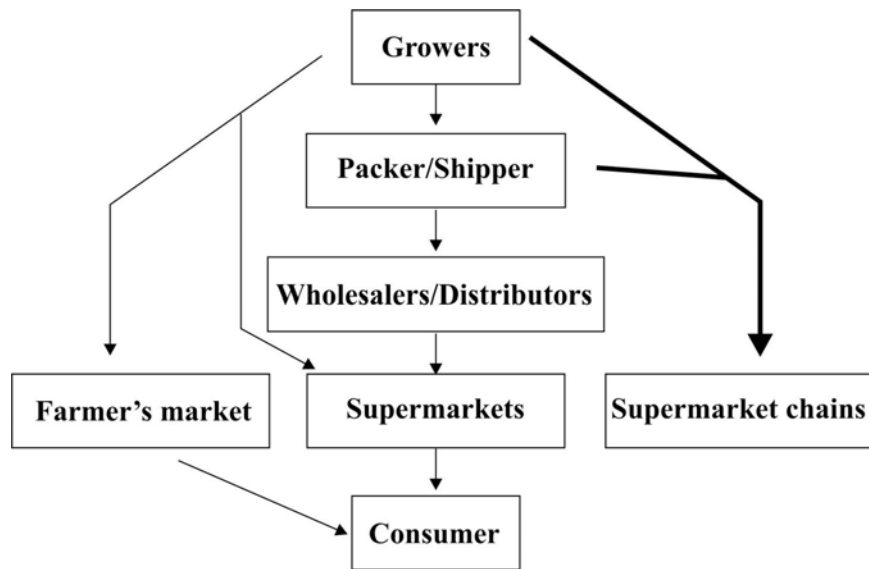 Growers
Packer/Shipper
Wholesalers/Distributors
Farmer’s market
Supermarkets
Supermarket chains
Consumer